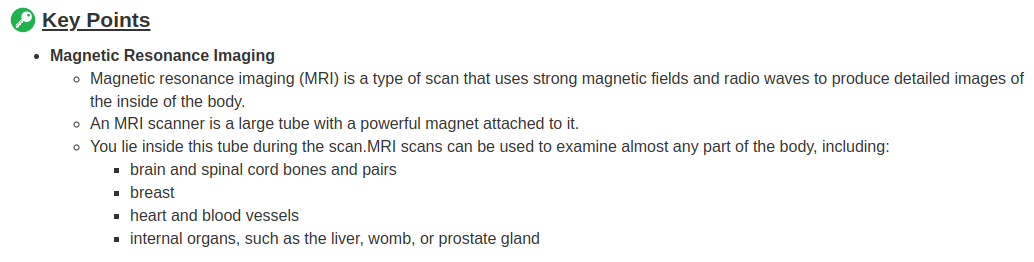 Key Points
Magnetic Resonance Imaging
Magnetic resonance imaging (MRI) is a type of scan that uses strong magnetic fields and radio waves to produce detailed images of
the inside of the body.
An MRI scanner is a large tube with a powerful magnet attached to it.
You lie inside this tube during the scan.MRI scans can be used to examine almost any part of the body, including:
brain and spinal cord bones and pairs
breast
heart and blood vessels
internal organs, such as the liver, womb, or prostate gland